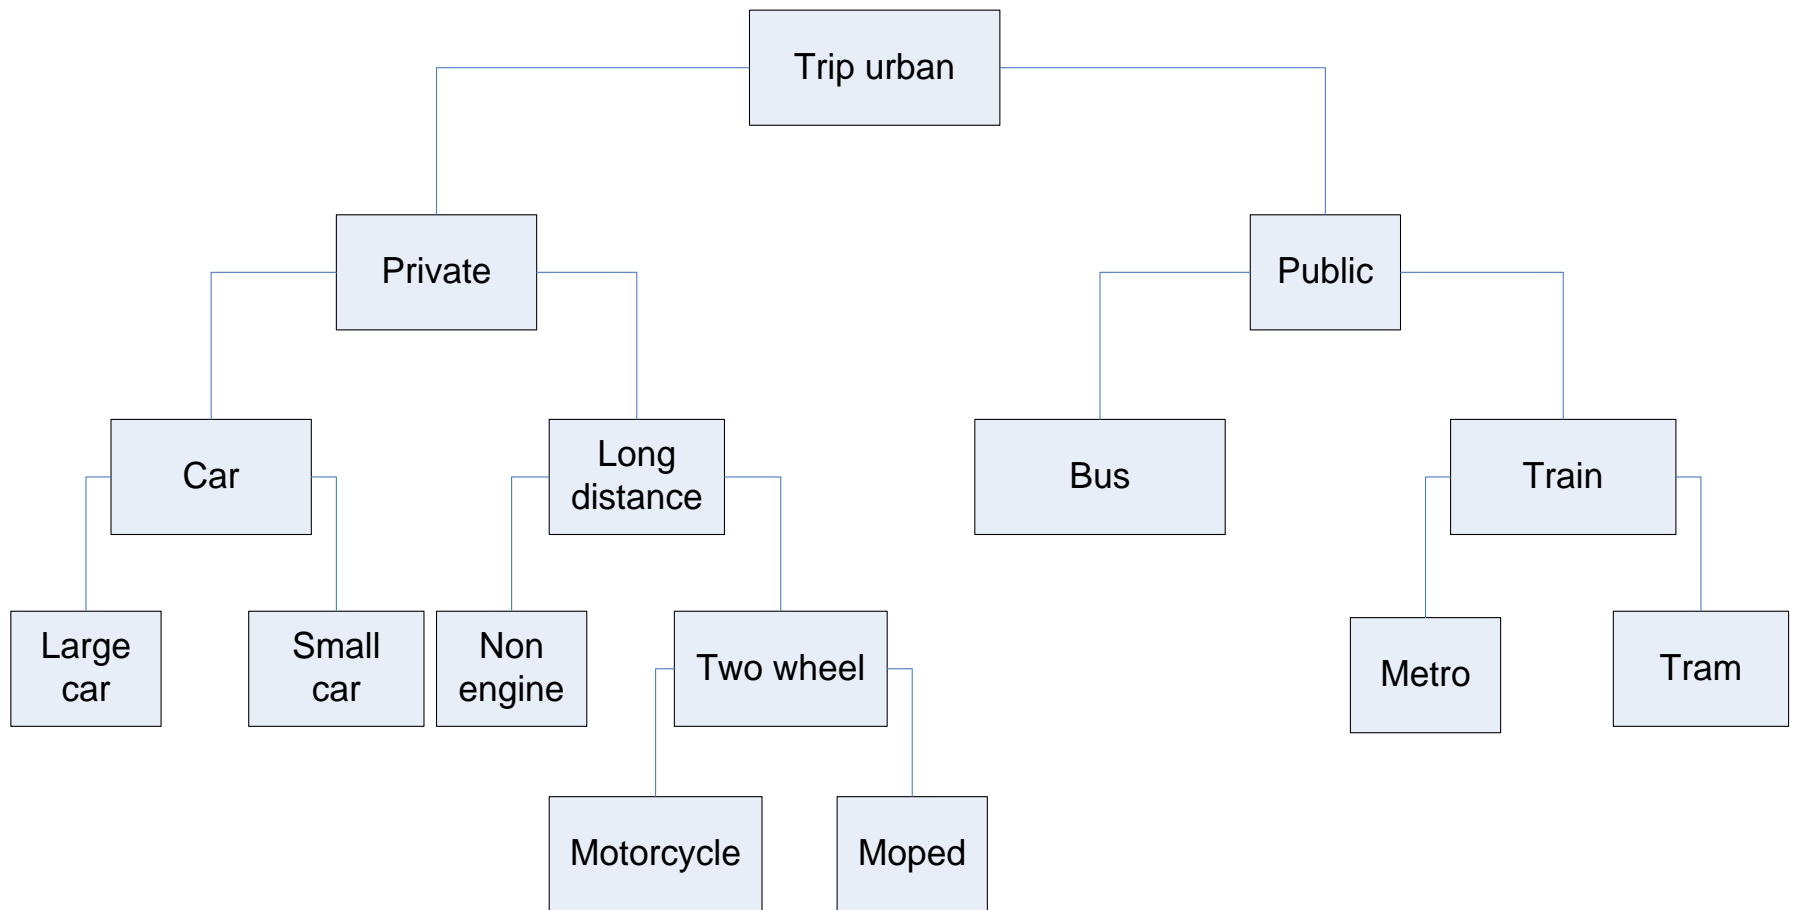 Trip urban
Private
Public
Car
Long
distance
Bus
Train
Large
car
Small
car
Non
engine
Two wheel
Metro
Tram
Motorcycle
Moped